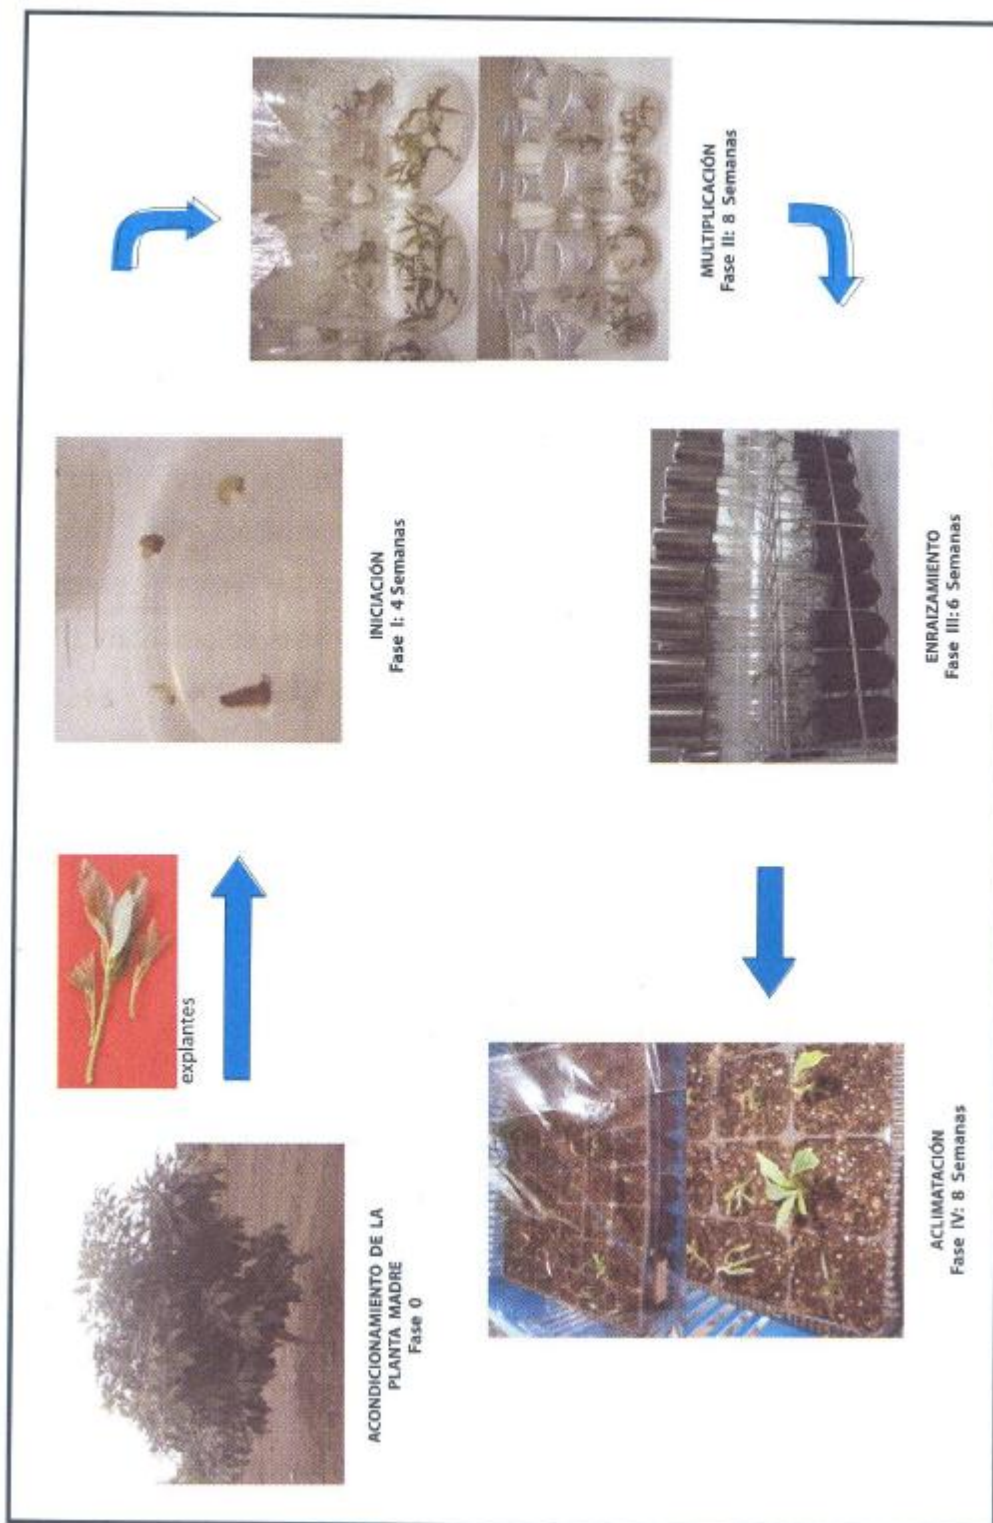 ACONDICIONAMIENTO DE LA
PLANTA MADRE
Fase 0
explantes
INICIACIÓN
Fase I: 4 Semanas
MULTIPLICACIÓN
Fase II: 8 Semanas
ENRAIZAMIENTO
Fase III: 6 Semanas
ACLIMATACIÓN
Fase IV: 8 Semanas